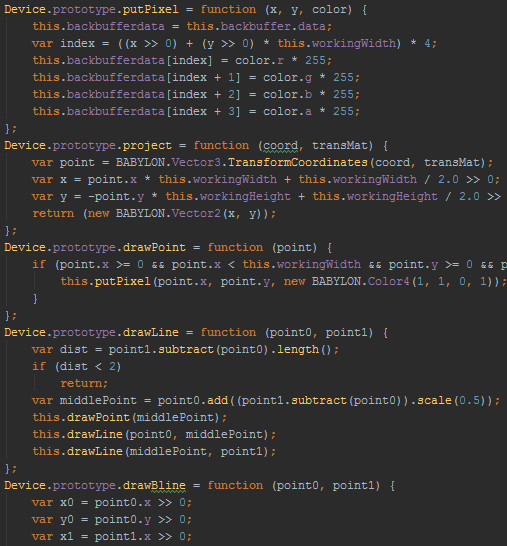 Device.prototype.putPixel = function (x, y, color) {
    this.backbufferdata = this.backbuffer.data;
    var index = ((x >> 0) + (y >> 0) * this.workingWidth) * 4;
    this.backbufferdata[index] = color.r * 255;
    this.backbufferdata[index + 1] = color.g * 255;
    this.backbufferdata[index + 2] = color.b * 255;
    this.backbufferdata[index + 3] = color.a * 255;
};
Device.prototype.project = function (coord, transMat) {
    var point = BABYLON.Vector3.TransformCoordinates(coord, transMat);
    var x = point.x * this.workingWidth + this.workingWidth / 2.0 >> 0;
    var y = -point.y * this.workingHeight + this.workingHeight / 2.0 >>
    return (new BABYLON.Vector2(x, y));
};
Device.prototype.drawPoint = function (point) {
    if (point.x >= 0 && point.x < this.workingWidth && point.y >= 0 && p
        this.putPixel(point.x, point.y, new BABYLON.Color4(1, 1, 0, 1));
    }
};
Device.prototype.drawLine = function (point0, point1) {
    var dist = point1.subtract(point0).length();
    if (dist < 2)
        return;
    var middlePoint = point0.add((point1.subtract(point0)).scale(0.5));
    this.drawPoint(middlePoint);
    this.drawLine(point0, middlePoint);
    this.drawLine(middlePoint, point1);
};
Device.prototype.drawBline = function (point0, point1) {
    var x0 = point0.x >> 0;
    var y0 = point0.y >> 0;
    var x1 = point1.x >> 0;